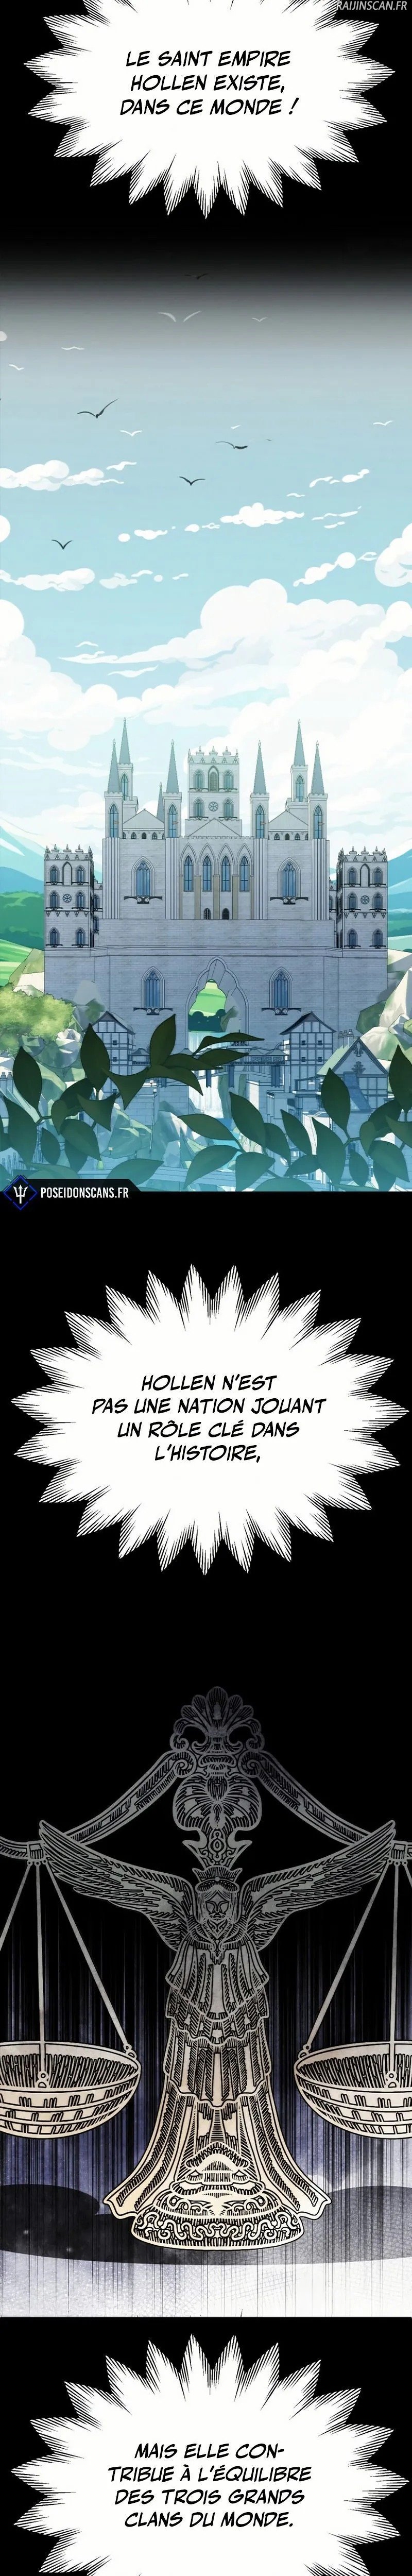 RAIJINSCAN.FR
LE SAINT EMPIRE
HOLLEN EXISTE,
DANS CE MONDE !
POSEIDONSCANS.FR
HOLLEN N'EST
PAS UNE NATION JOUANT
UN RÔLE CLÉ DANS
L'HISTOIRE,
MAIS ELLE CON-
TRIBUE À L'ÉQUILIBRE
DES TROIS GRANDS
CLANS DU MONDE.